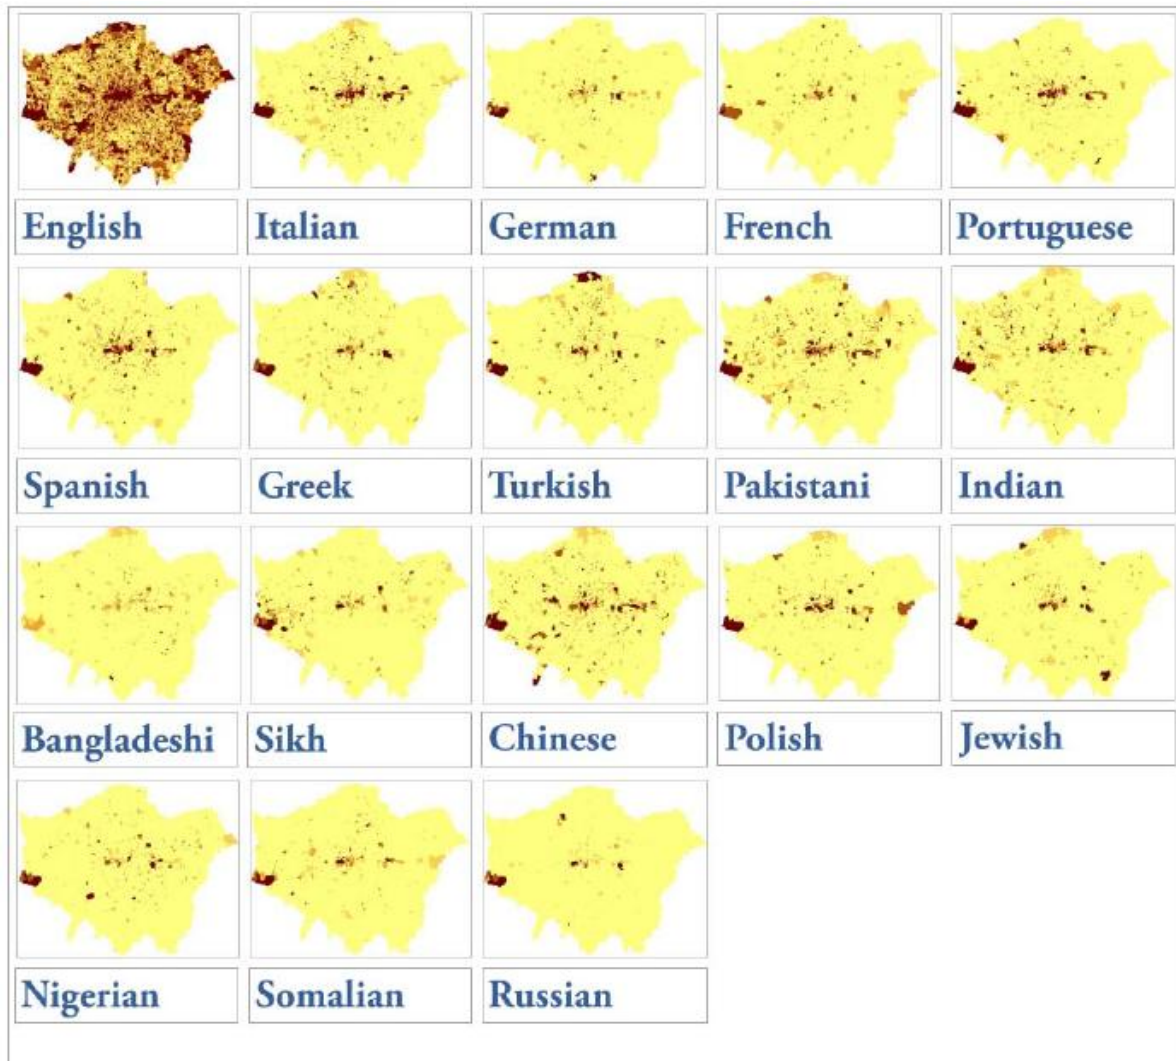 English Italian German French Portuguese
Spanish Greek Turkish Pakistani Indian
Bangladeshi Sikh Chinese Polish Jewish
Nigerian Somalian Russian